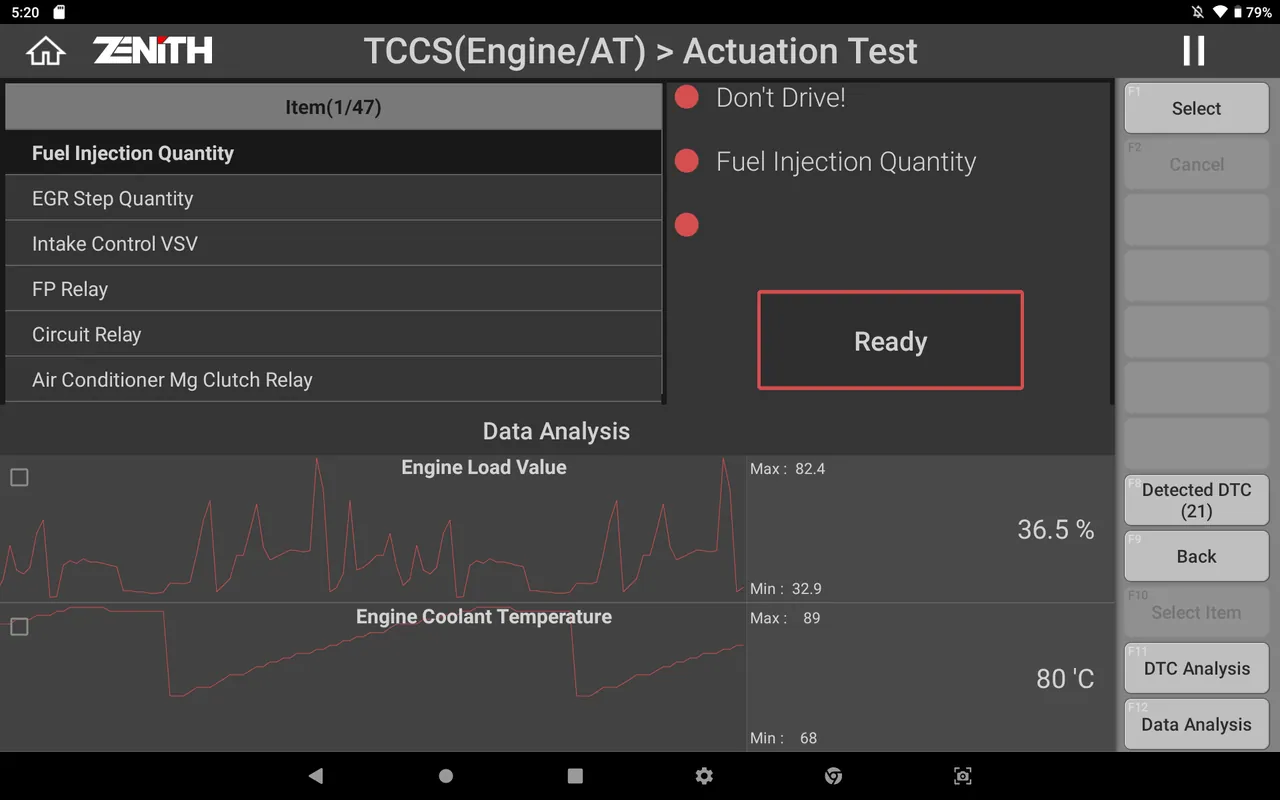 5:20
79%
ZENITH
TCCS(Engine/AT) > Actuation Test
Item(1/47)
Fuel Injection Quantity
EGR Step Quantity
Intake Control VSV
FP Relay
Circuit Relay
Air Conditioner Mg Clutch Relay
Don't Drive!
Fuel Injection Quantity
Ready
F1
Select
F2
Cancel
F8
Detected DTC
(21)
F9
Back
F10
Select Item
F11
DTC Analysis
F12
Data Analysis
Data Analysis
Engine Load Value
Max : 82.4
36.5 %
Min : 32.9
Engine Coolant Temperature
Max : 89
80 'C
Min : 68